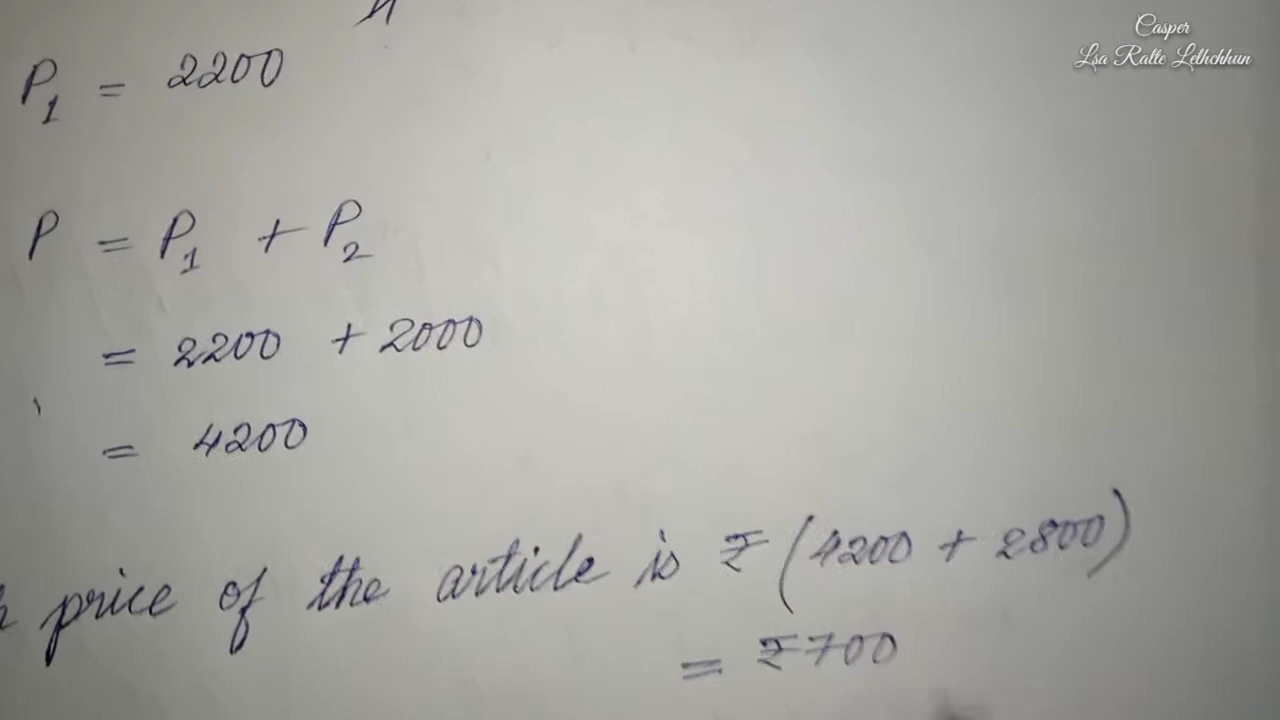 Casper
Lsa Ralte Lethchhun
P₁ = 2200
P = P₁ + P₂
= 2200 + 2000
= 4200
price of the article is ₹ (4200 + 2800)
= ₹700